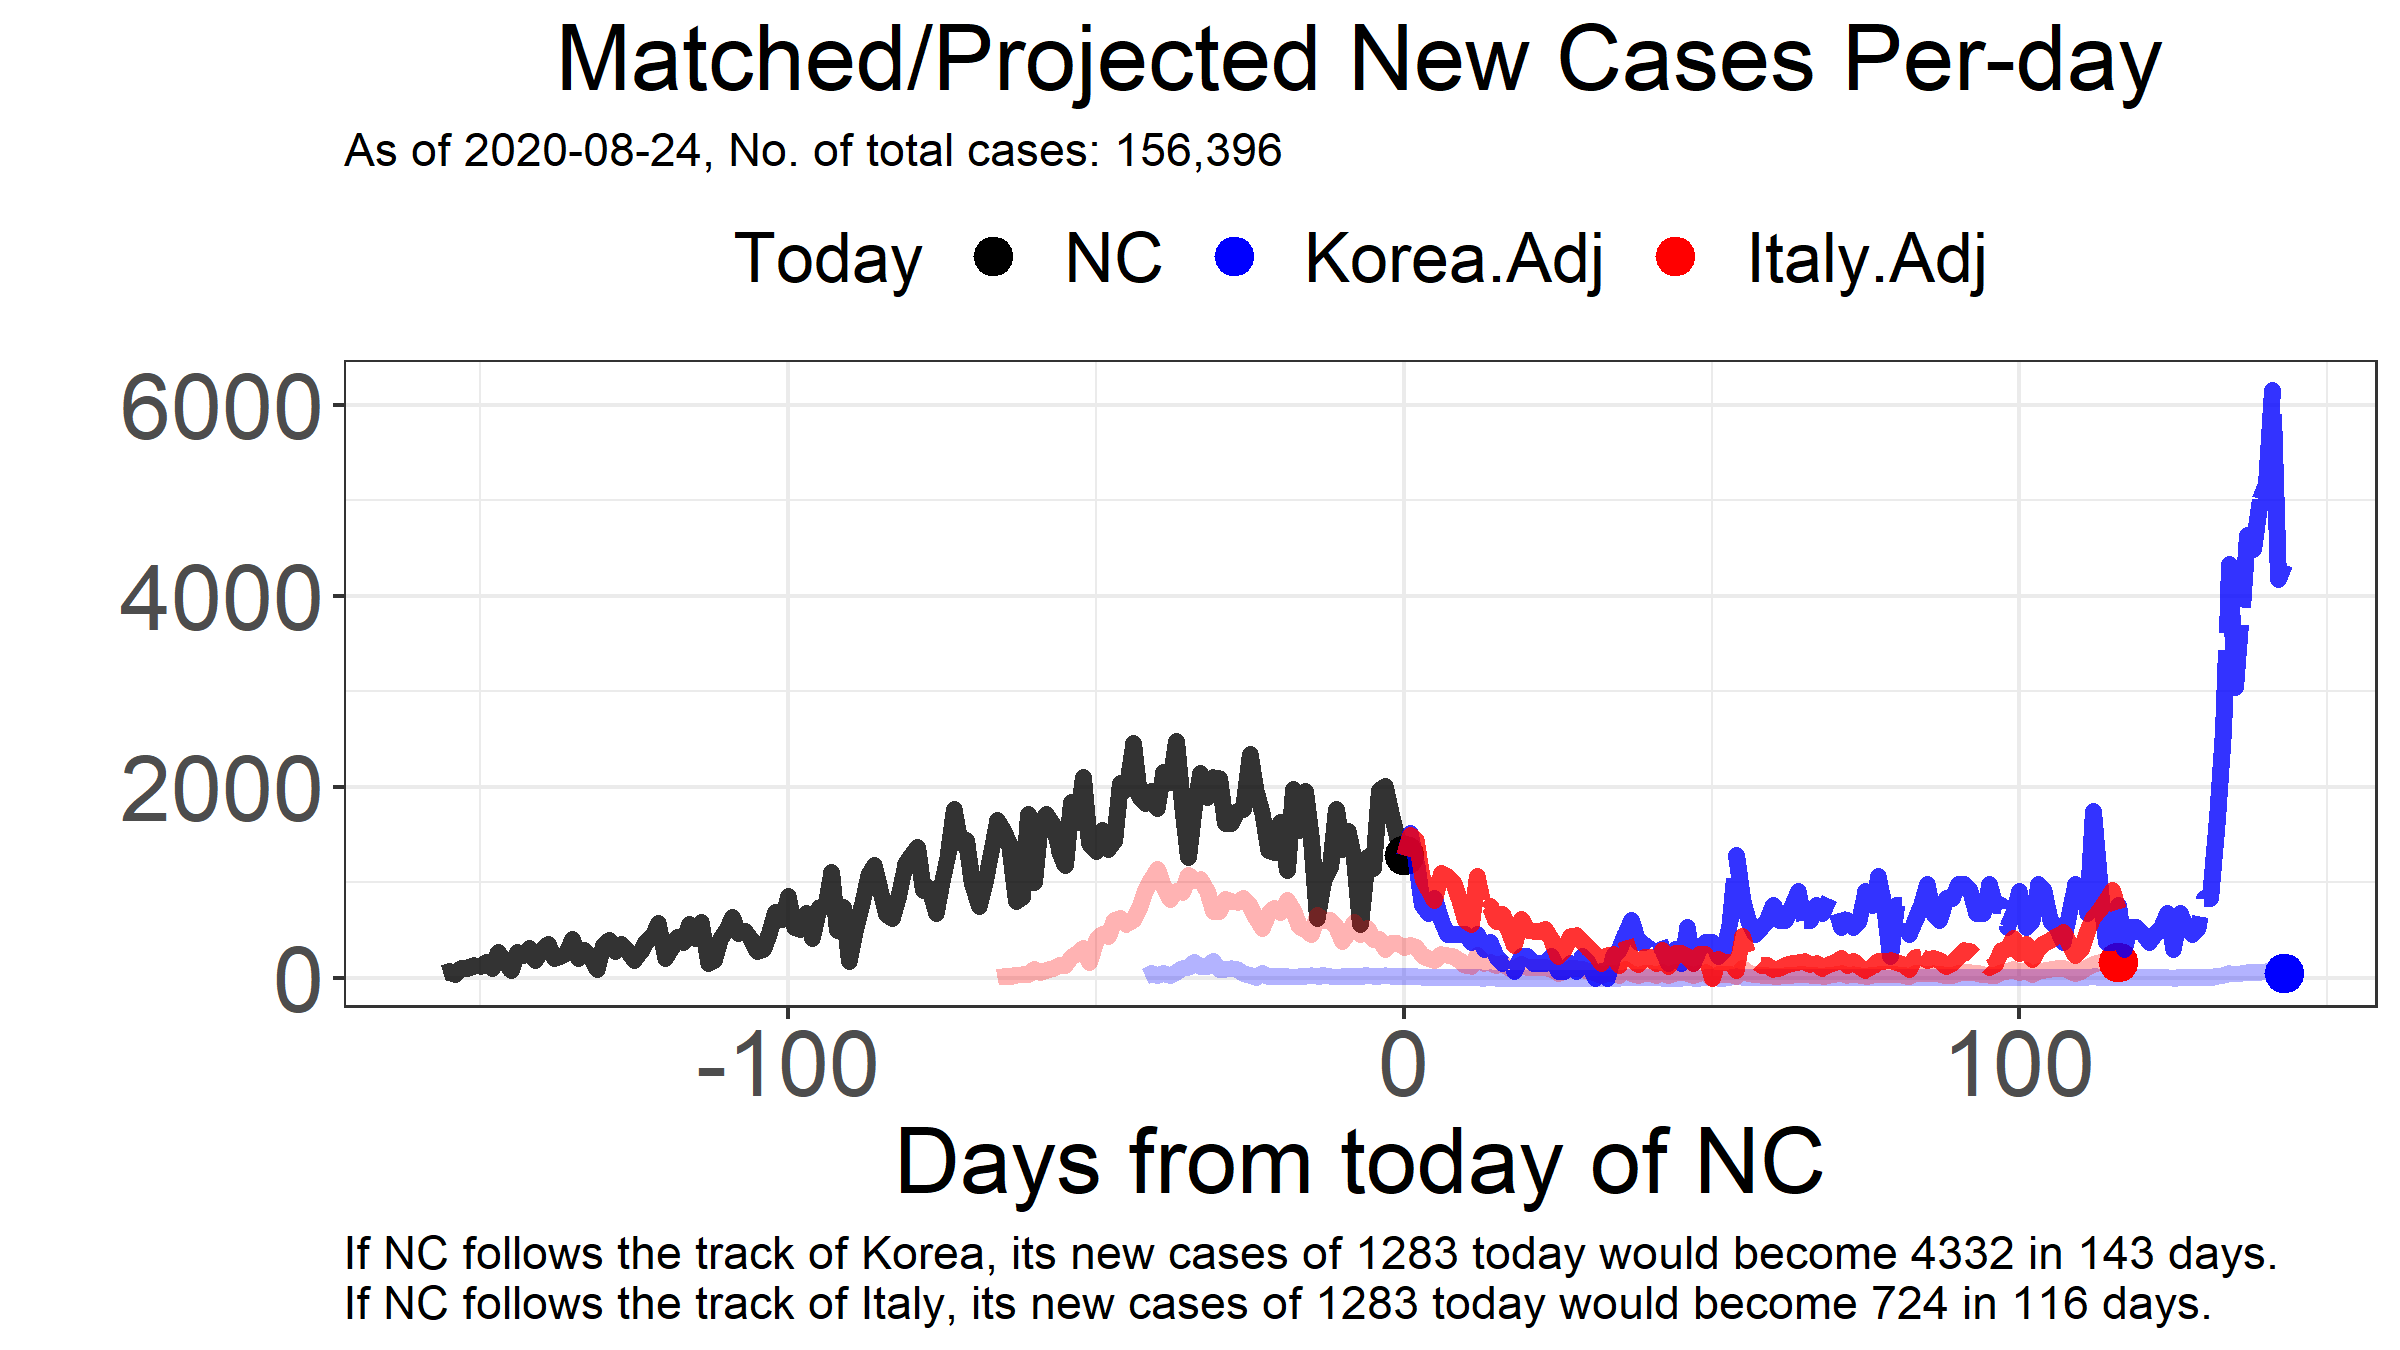 Matched/Projected New Cases Per-day
As of 2020-08-24, No. of total cases: 156,396
Today NC Korea.Adj Italy.Adj
6000
4000
2000
0
-100 0 100
Days from today of NC
If NC follows the track of Korea, its new cases of 1283 today would become 4332 in 143 days.
If NC follows the track of Italy, its new cases of 1283 today would become 724 in 116 days.